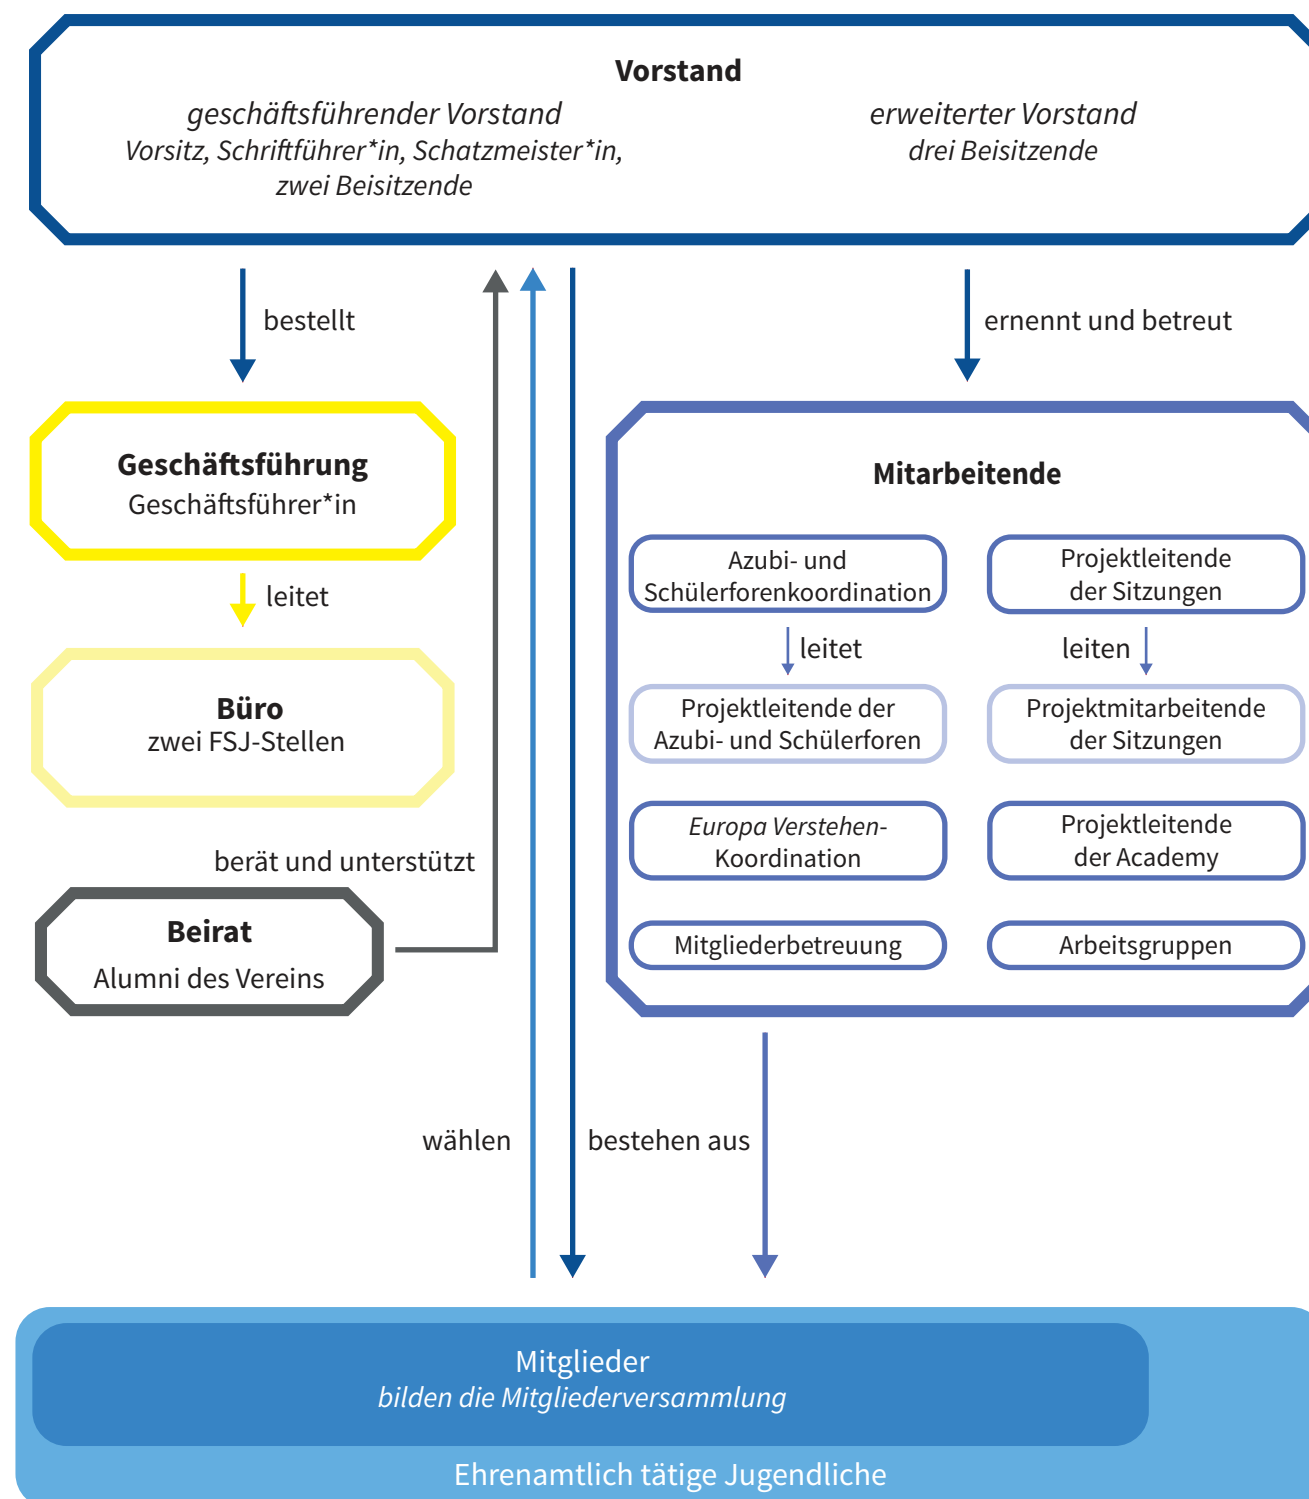 Vorstand
geschäftsführender Vorstand
Vorsitz, Schriftführer*in, Schatzmeister*in,
zwei Beisitzende
erweiterter Vorstand
drei Beisitzende
bestellt
ernennt und betreut
Geschäftsführung
Geschäftsführer*in
leitet
Büro
zwei FSJ-Stellen
berät und unterstützt
Beirat
Alumni des Vereins
Mitarbeitende
Azubi- und
Schülerforenkoordination
leitet
Projektleitende der
Azubi- und Schülerforen
Europa Verstehen-
Koordination
Mitgliederbetreuung
Projektleitende
der Sitzungen
leiten
Projektmitarbeitende
der Sitzungen
Projektleitende
der Academy
Arbeitsgruppen
wählen
bestehen aus
Mitglieder
bilden die Mitgliederversammlung
Ehrenamtlich tätige Jugendliche